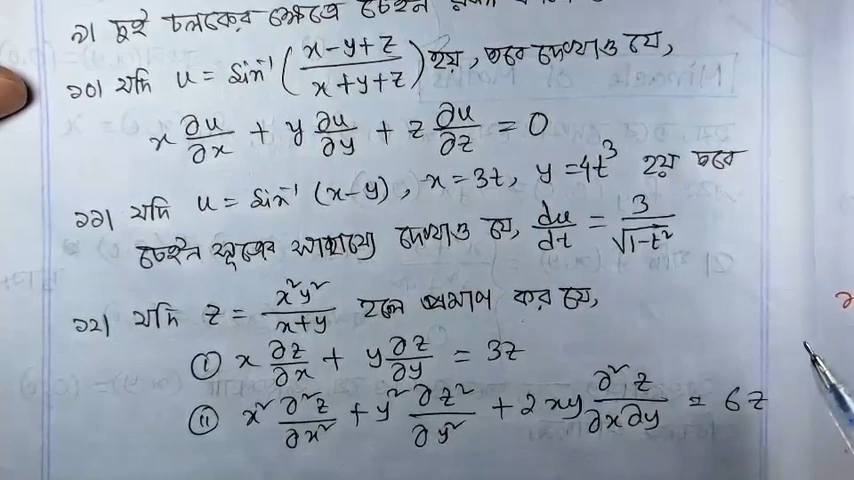 ৯। দুই চলকের ক্ষেত্রে চেইন
১০। যদি u = sin⁻¹ ((x-y+z)/(x+y+z)) হয়, তবে দেখাও যে,
x ∂u/∂x + y ∂u/∂y + z ∂u/∂z = 0
১১। যদি u = sin⁻¹ (x-y), x = 3t, y = 4t³ হয় তবে
চেইন সূত্রের সাহায্যে দেখাও যে, du/dt = 3/√(1-t²)
১২। যদি z = x²y²/(x+y) হলে প্রমাণ কর যে,
(i) x ∂z/∂x + y ∂z/∂y = 3z
(ii) x² ∂²z/∂x² + y² ∂z²/∂y² + 2xy ∂²z/∂x∂y = 6z